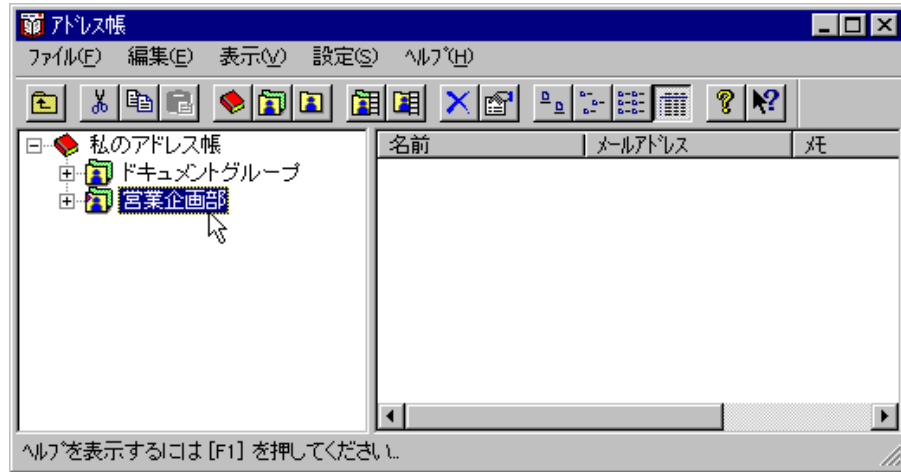 ｱﾄﾞﾚｽ帳
ﾌｧｲﾙ(F) 編集(E) 表示(V) 設定(S) ﾍﾙﾌﾟ(H)
私のアドレス帳
ドキュメントグループ
営業企画部
名前 ﾒｰﾙｱﾄﾞﾚｽ ﾒﾓ
ﾍﾙﾌﾟを表示するには [F1] を押してください...